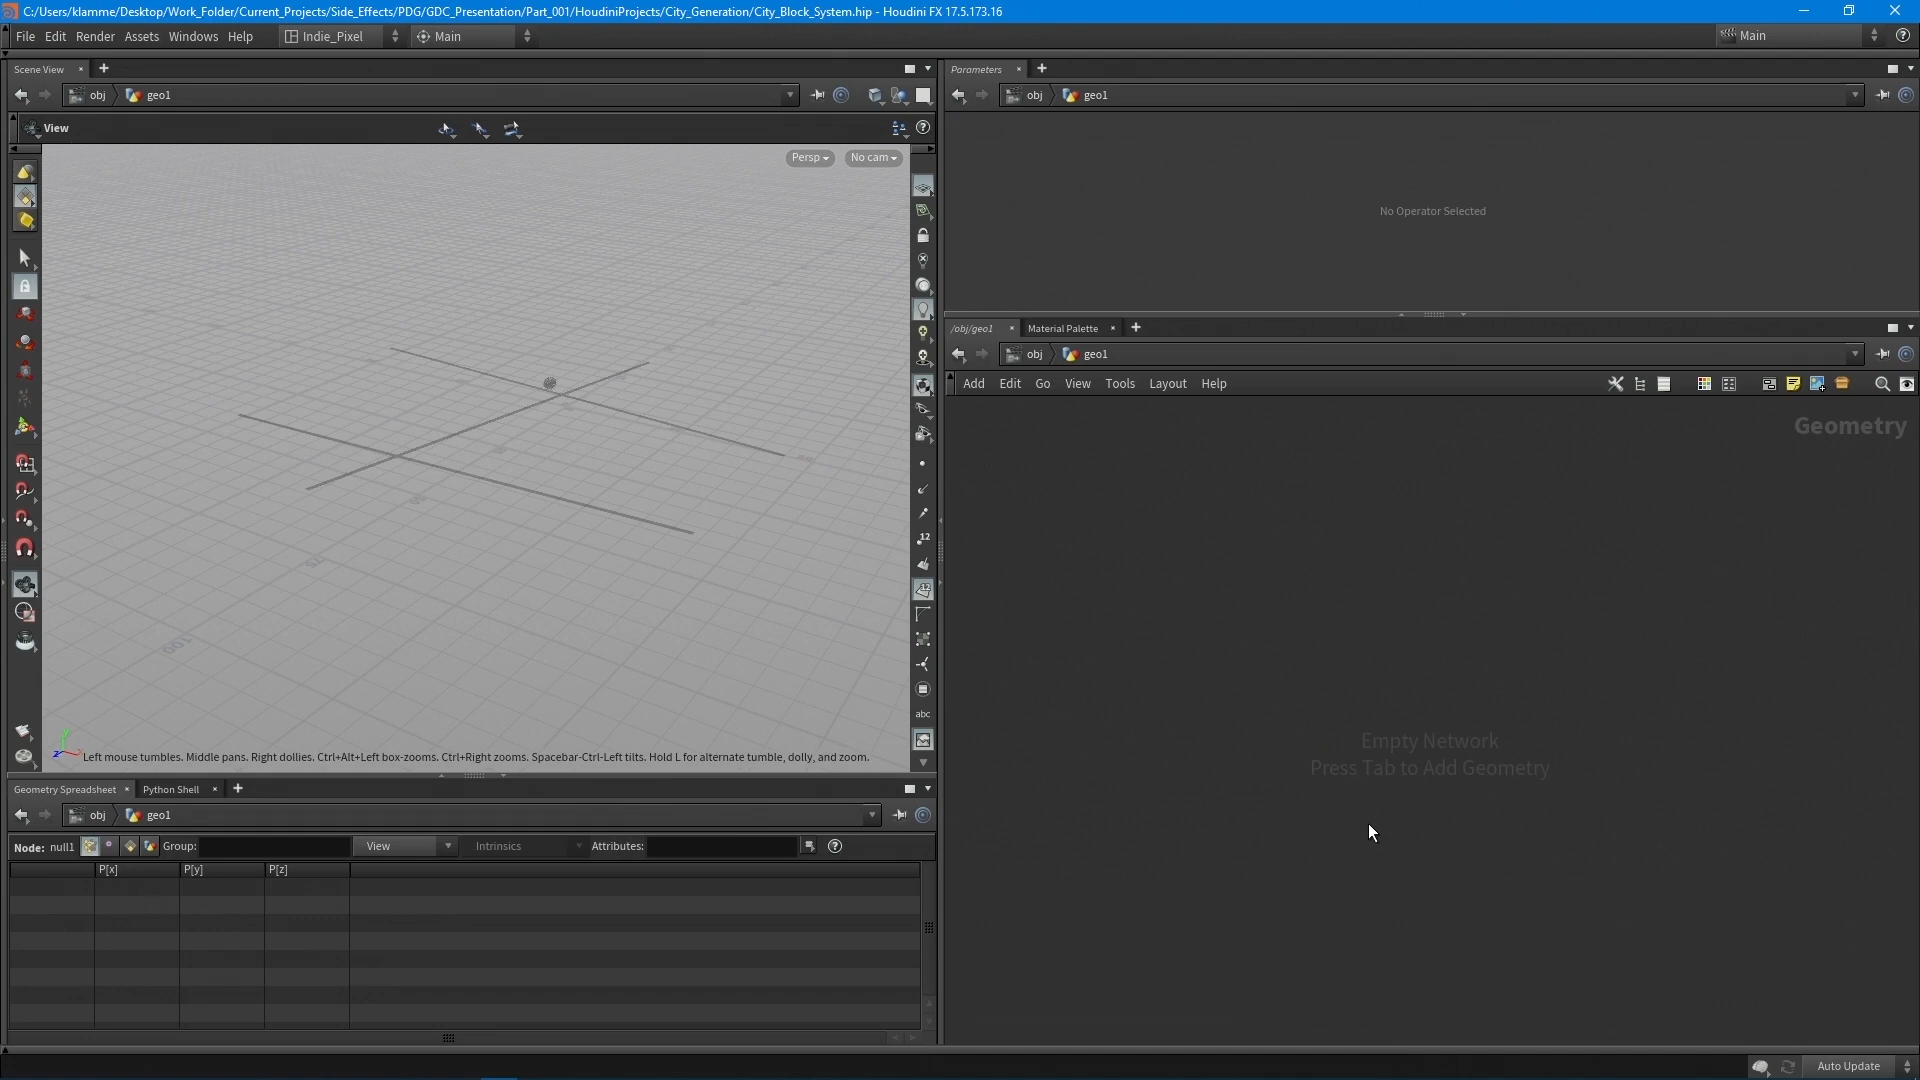 C:/Users/klamme/Desktop/Work_Folder/Current_Projects/Side_Effects/PDG/GDC_Presentation/Part_001/HoudiniProjects/City_Generation/City_Block_System.hip - Houdini FX 17.5.173.16
File Edit Render Assets Windows Help Indie_Pixel Main Main
Scene View
obj geo1
View
Persp No cam
12
12
abc
100
Left mouse tumbles. Middle pans. Right dollies. Ctrl+Alt+Left box-zooms. Ctrl+Right zooms. Spacebar-Ctrl-Left tilts. Hold L for alternate tumble, dolly, and zoom.
Geometry Spreadsheet Python Shell
obj geo1
Node: null1 Group: View Intrinsics Attributes:
P[x] P[y] P[z]
Parameters
obj geo1
No Operator Selected
/obj/geo1 Material Palette
obj geo1
Add Edit Go View Tools Layout Help
Geometry
Empty Network
Press Tab to Add Geometry
Auto Update